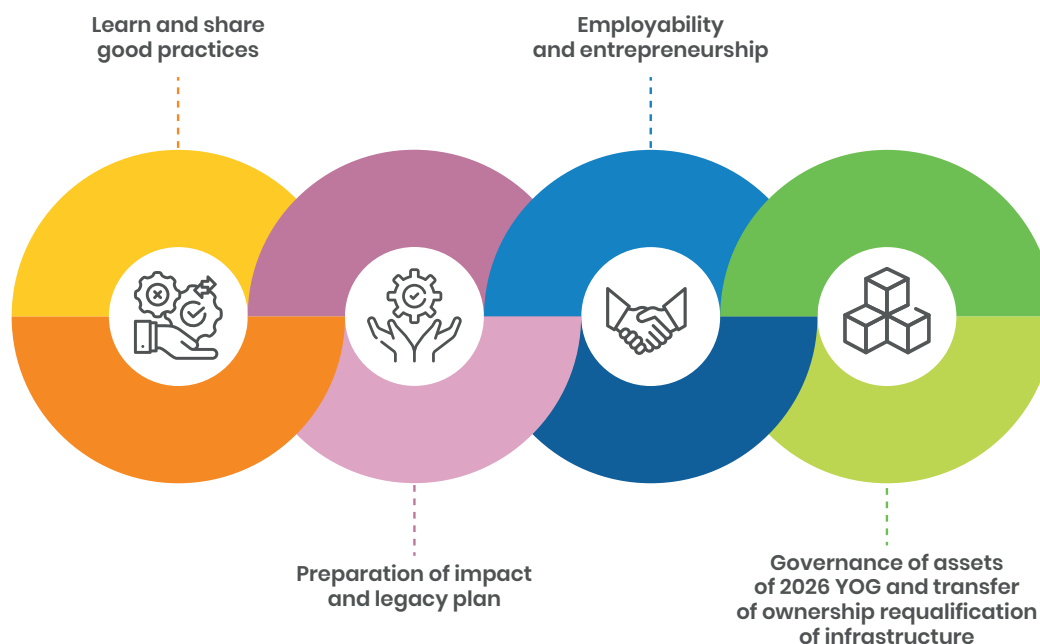 Learn and share
good practices
Employability
and entrepreneurship
Preparation of impact
and legacy plan
Governance of assets
of 2026 YOG and transfer
of ownership requalification
of infrastructure